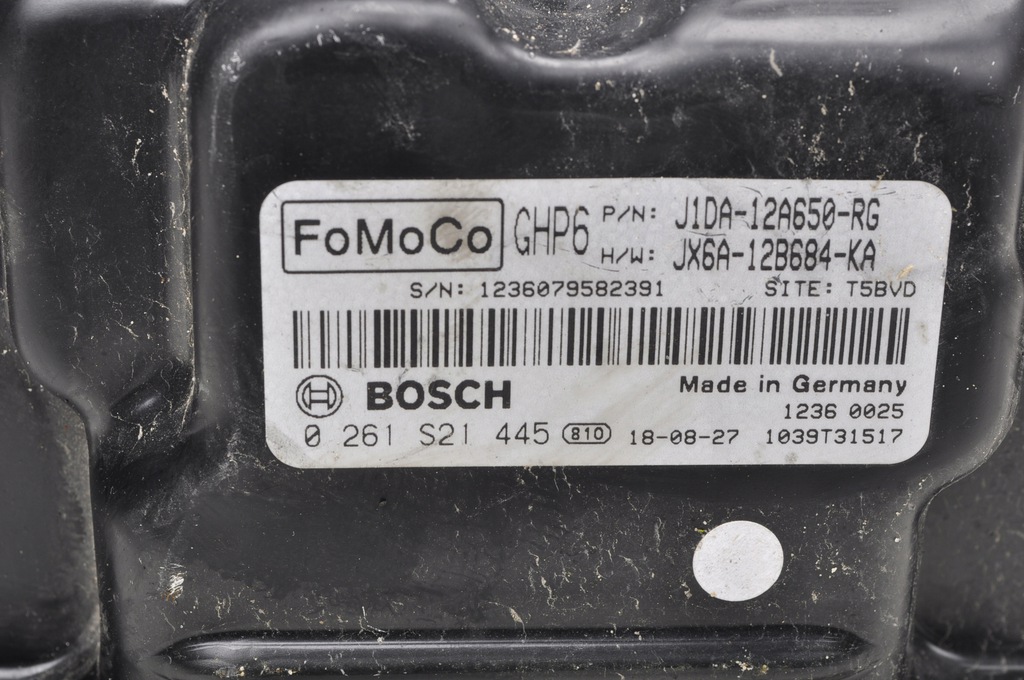 FoMoCo GHP6 P/N: J1DA-12A650-RG
H/W: JX6A-12B684-KA
S/N: 1236079582391 SITE: T5BVD
BOSCH Made in Germany
1236 0025
0 261 S21 445 810 18-08-27 1039T31517